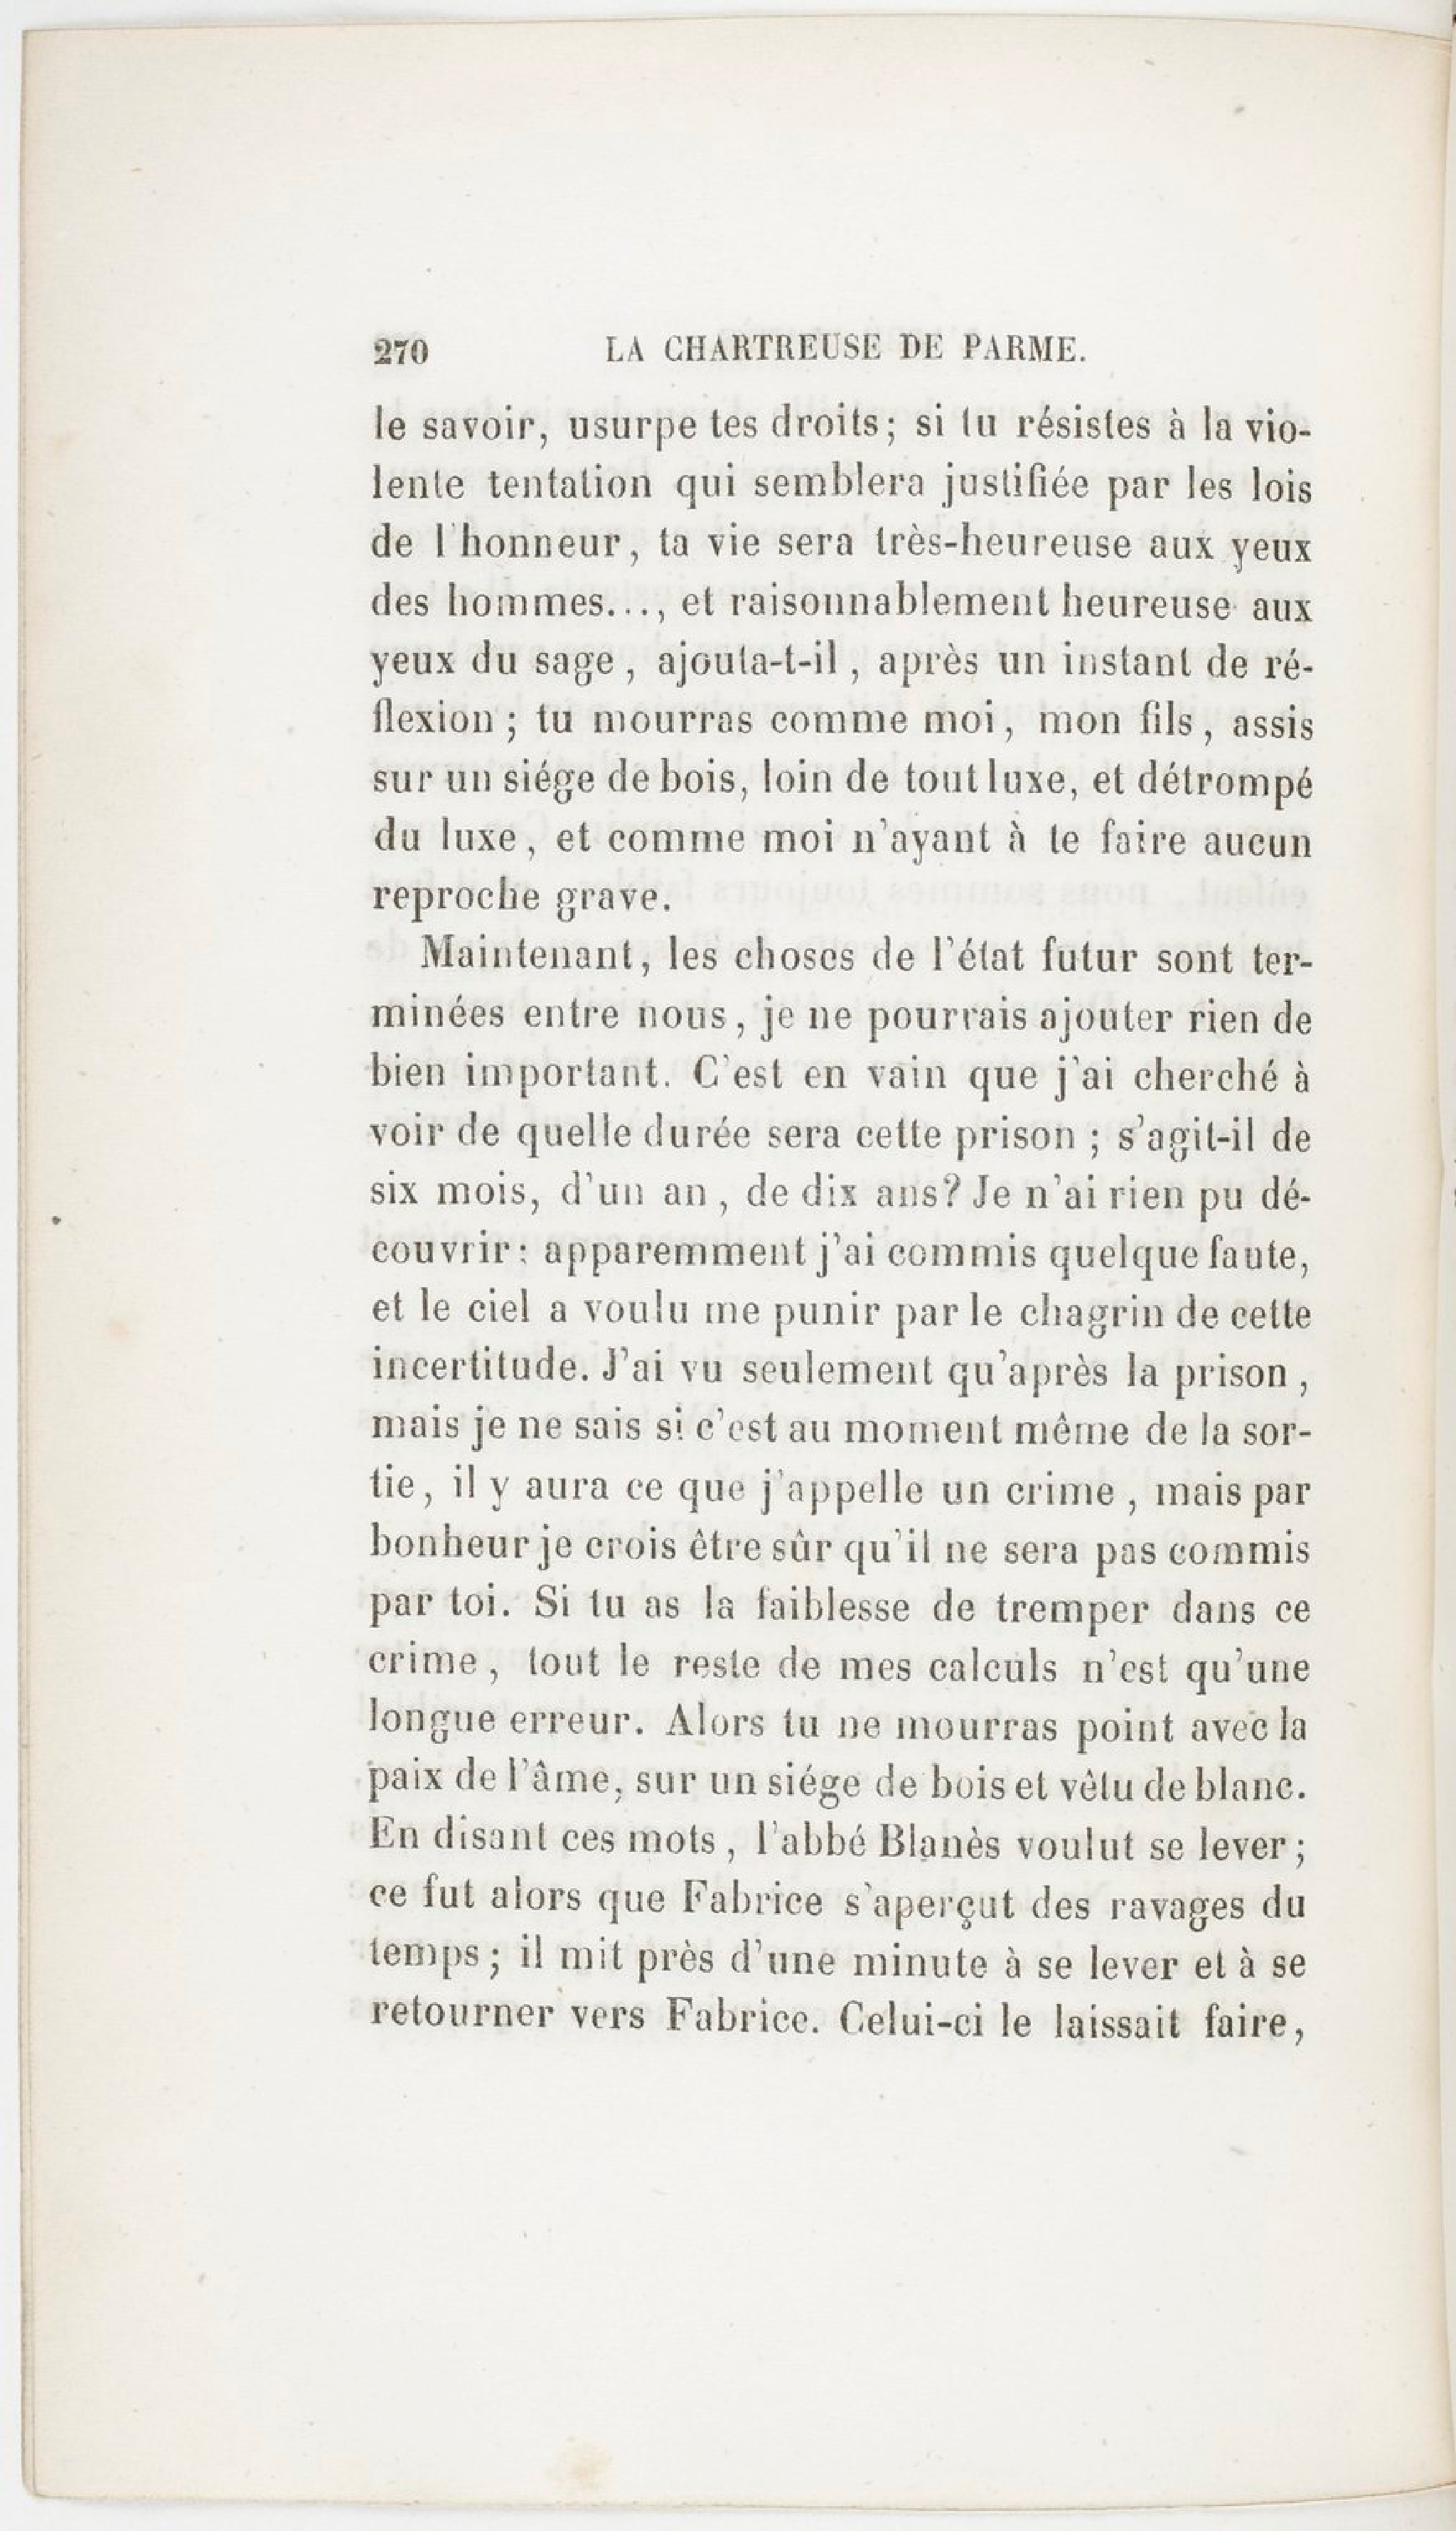 270 LA CHARTREUSE DE PARME.
le savoir, usurpe tes droits; si tu résistes à la vio-
lente tentation qui semblera justifiée par les lois
de l'honneur, ta vie sera très-heureuse aux yeux
des hommes..., et raisonnablement heureuse aux
yeux du sage, ajouta-t-il, après un instant de ré-
flexion; tu mourras comme moi, mon fils, assis
sur un siége de bois, loin de tout luxe, et détrompé
du luxe, et comme moi n'ayant à te faire aucun
reproche grave.
Maintenant, les choses de l'état futur sont ter-
minées entre nous, je ne pourrais ajouter rien de
bien important. C'est en vain que j'ai cherché à
voir de quelle durée sera cette prison; s'agit-il de
six mois, d'un an, de dix ans? Je n'ai rien pu dé-
couvrir: apparemment j'ai commis quelque faute,
et le ciel a voulu me punir par le chagrin de cette
incertitude. J'ai vu seulement qu'après la prison,
mais je ne sais si c'est au moment même de la sor-
tie, il y aura ce que j'appelle un crime, mais par
bonheur je crois être sûr qu'il ne sera pas commis
par toi. Si tu as la faiblesse de tremper dans ce
crime, tout le reste de mes calculs n'est qu'une
longue erreur. Alors tu ne mourras point avec la
paix de l'âme, sur un siége de bois et vêtu de blanc.
En disant ces mots, l'abbé Blanès voulut se lever;
ce fut alors que Fabrice s'aperçut des ravages du
temps; il mit près d'une minute à se lever et à se
retourner vers Fabrice. Celui-ci le laissait faire,